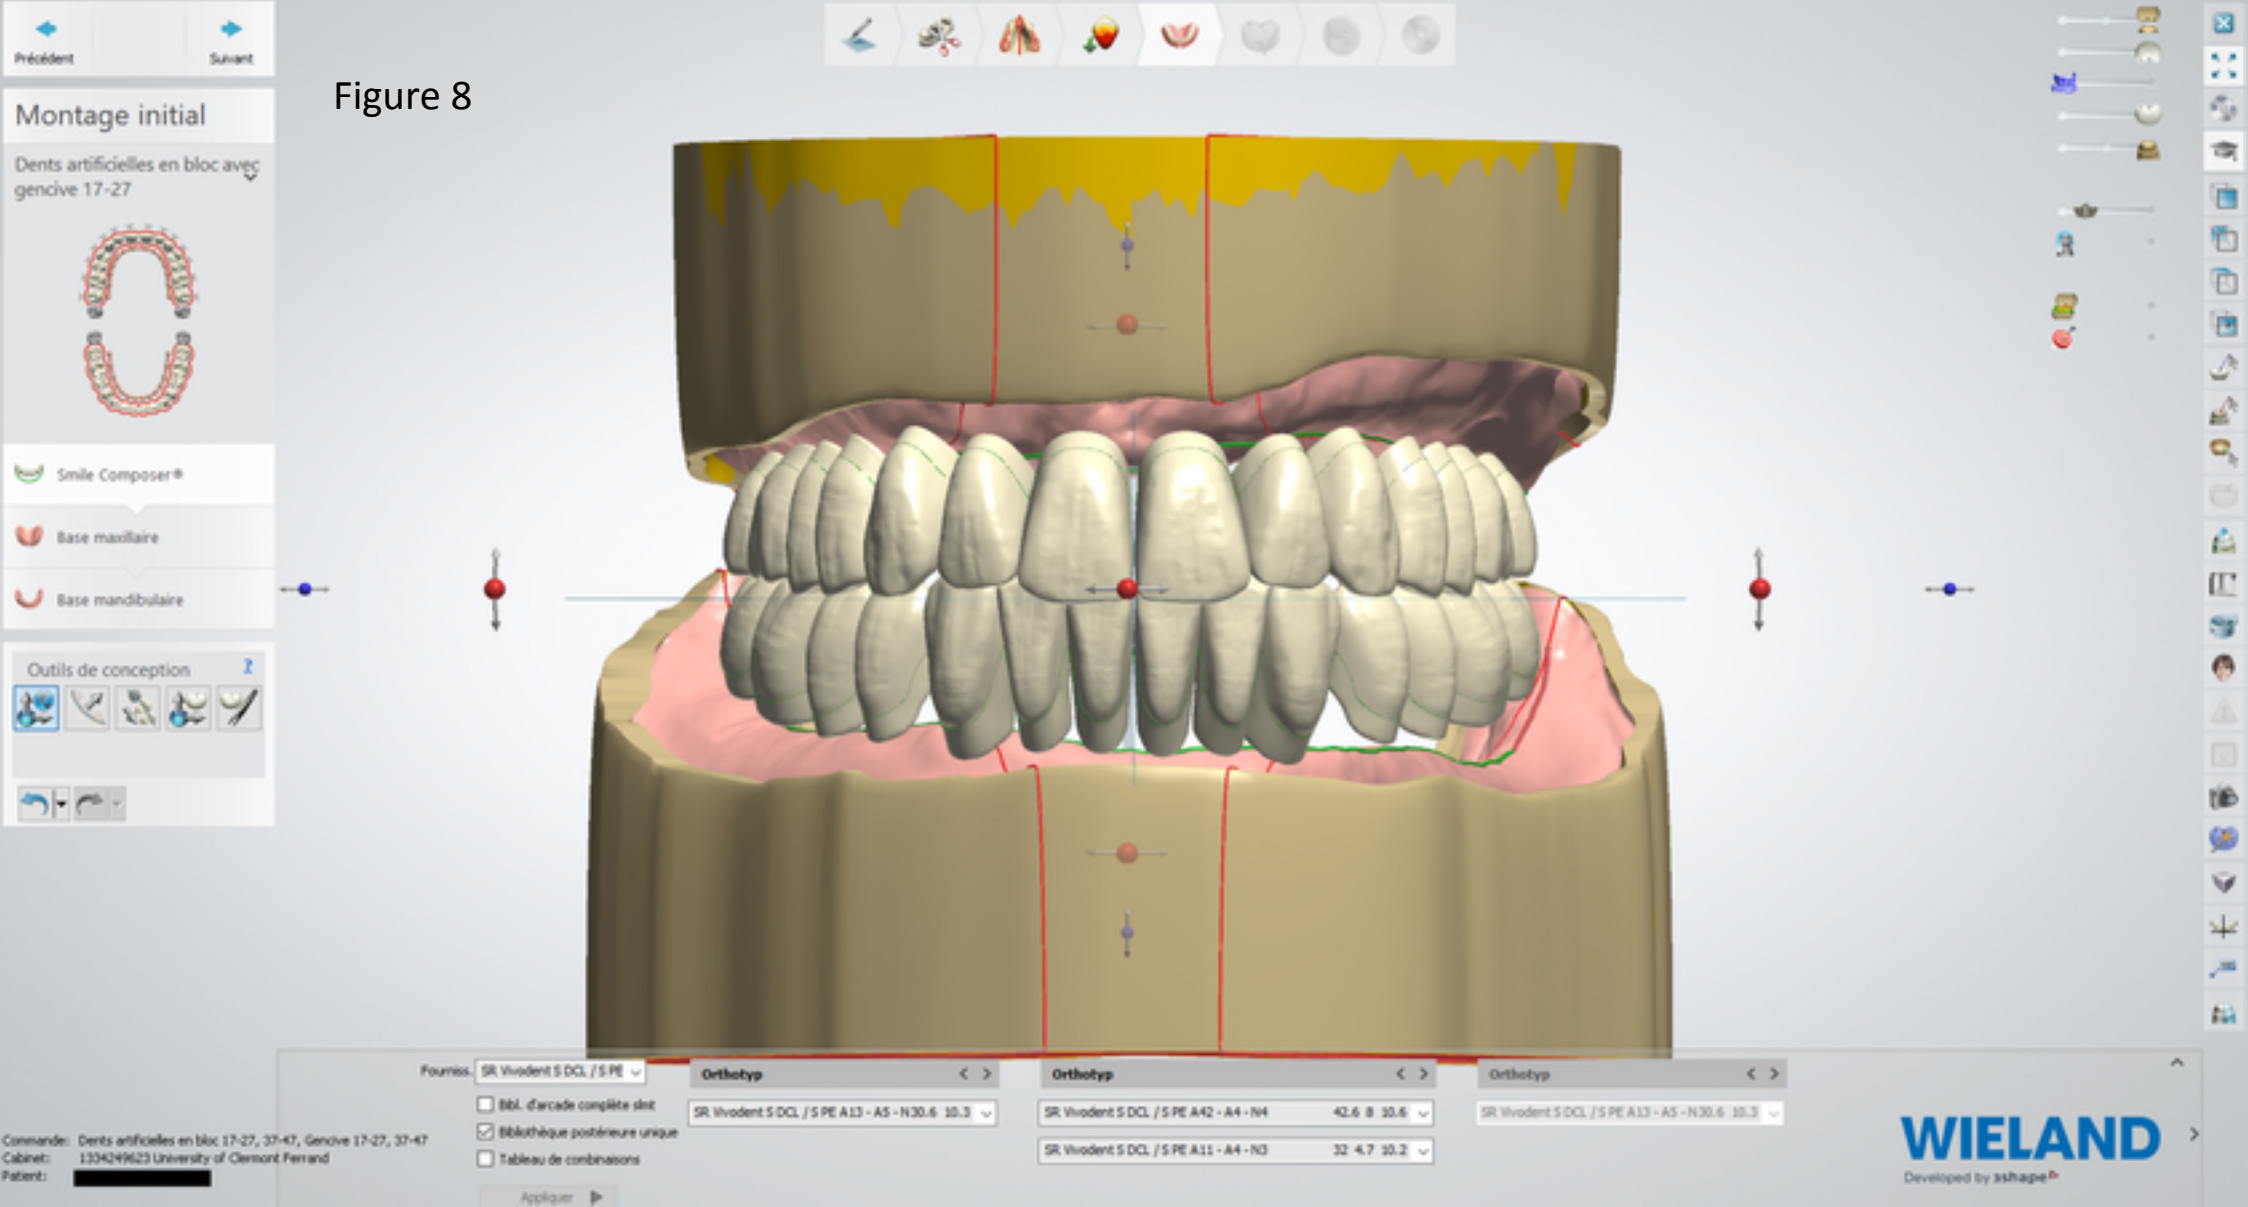 Précédent
Suivant
Figure 8
Montage initial
Dents artificielles en bloc avec
gencive 17-27
Smile Composer®
Base maxillaire
Base mandibulaire
Outils de conception
?
Fourniss.
SR Vivodent S DCL / S PE
Bibl. d'arcade complète slmt
Bibliothèque postérieure unique
Tableau de combinaisons
Appliquer
Orthotyp
SR Vivodent S DCL / S PE A13 - A5 - N30.6 10.3
Orthotyp
SR Vivodent S DCL / S PE A42 - A4 - N4 42.6 8 10.6
SR Vivodent S DCL / S PE A11 - A4 - N3 32 4.7 10.2
Orthotyp
SR Vivodent S DCL / S PE A13 - A5 - N30.6 10.3
Commande: Dents artificielles en bloc 17-27, 37-47, Gencive 17-27, 37-47
Cabinet: 1334249623 University of Clermont Ferrand
Patient:
WIELAND
Developed by 3shape